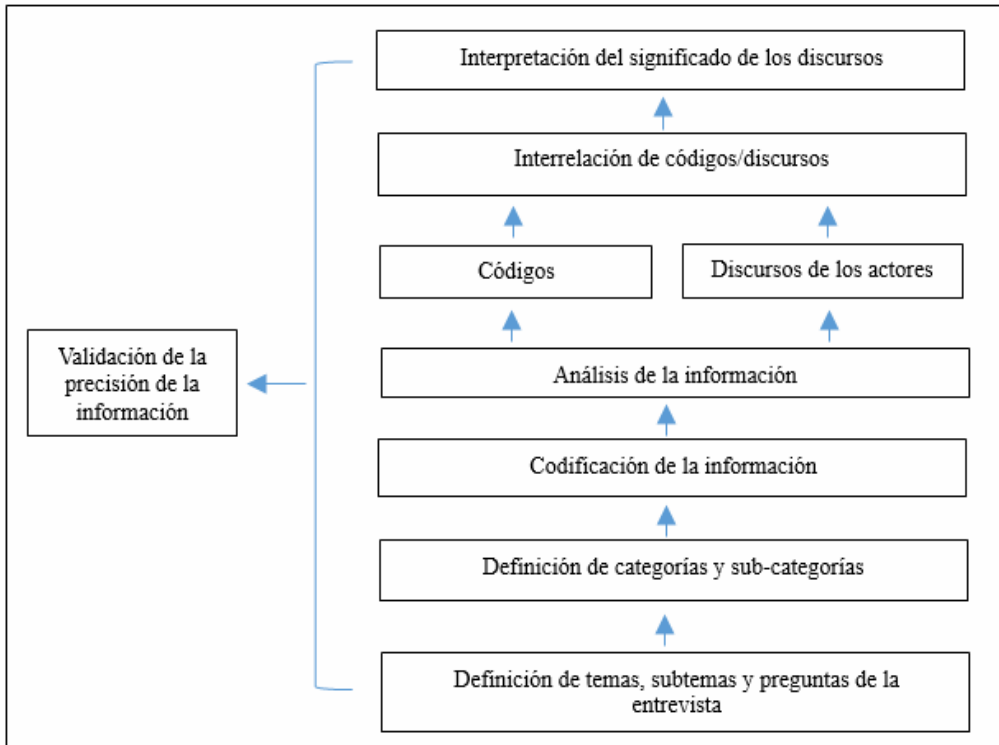 Interpretación del significado de los discursos
Interrelación de códigos/discursos
Códigos
Discursos de los actores
Validación de la
precisión de la
información
Análisis de la información
Codificación de la información
Definición de categorías y sub-categorías
Definición de temas, subtemas y preguntas de la
entrevista